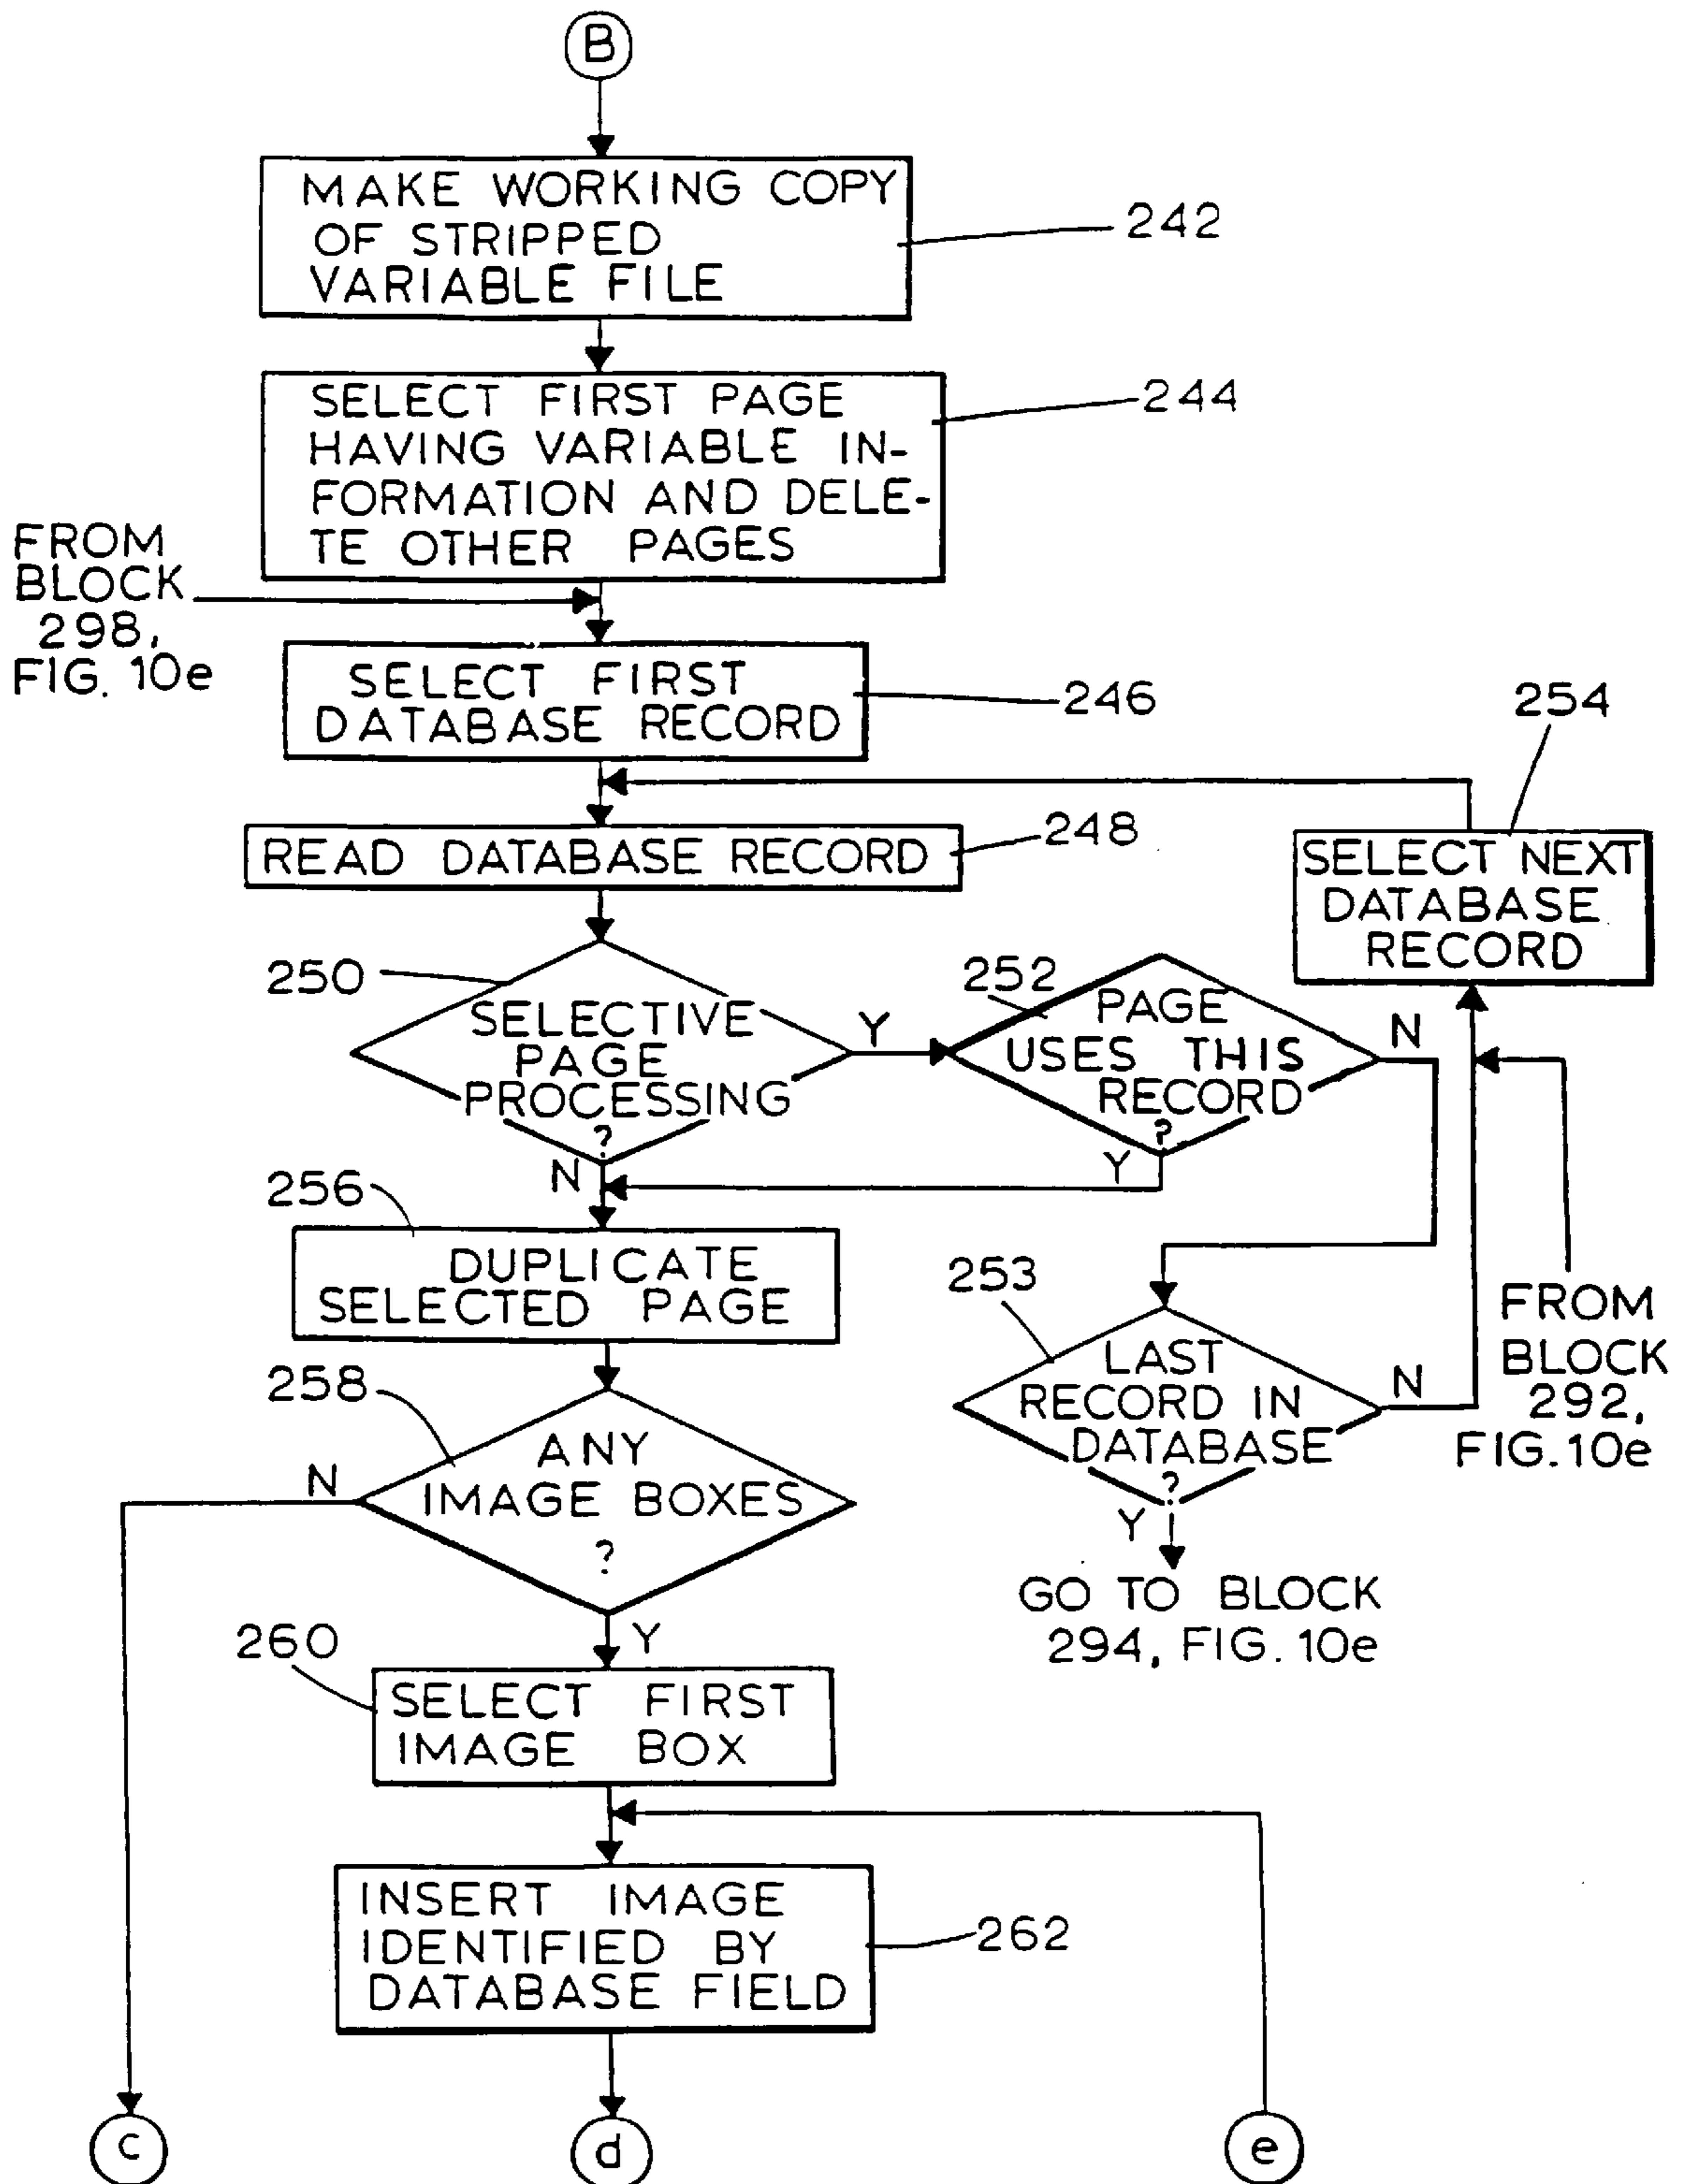 B
MAKE WORKING COPY
OF STRIPPED
VARIABLE FILE
242
SELECT FIRST PAGE
HAVING VARIABLE IN-
FORMATION AND DELE-
TE OTHER PAGES
244
FROM
BLOCK
298,
FIG. 10e
SELECT FIRST
DATABASE RECORD
246
254
READ DATABASE RECORD
248
SELECT NEXT
DATABASE
RECORD
250
SELECTIVE
PAGE
PROCESSING
?
Y
N
252
PAGE
USES THIS
RECORD
?
N
Y
256
DUPLICATE
SELECTED PAGE
253
LAST
RECORD IN
DATABASE
?
N
Y
FROM
BLOCK
292,
FIG. 10e
GO TO BLOCK
294, FIG. 10e
258
ANY
IMAGE BOXES
?
N
Y
260
SELECT FIRST
IMAGE BOX
INSERT IMAGE
IDENTIFIED BY
DATABASE FIELD
262
c
d
e